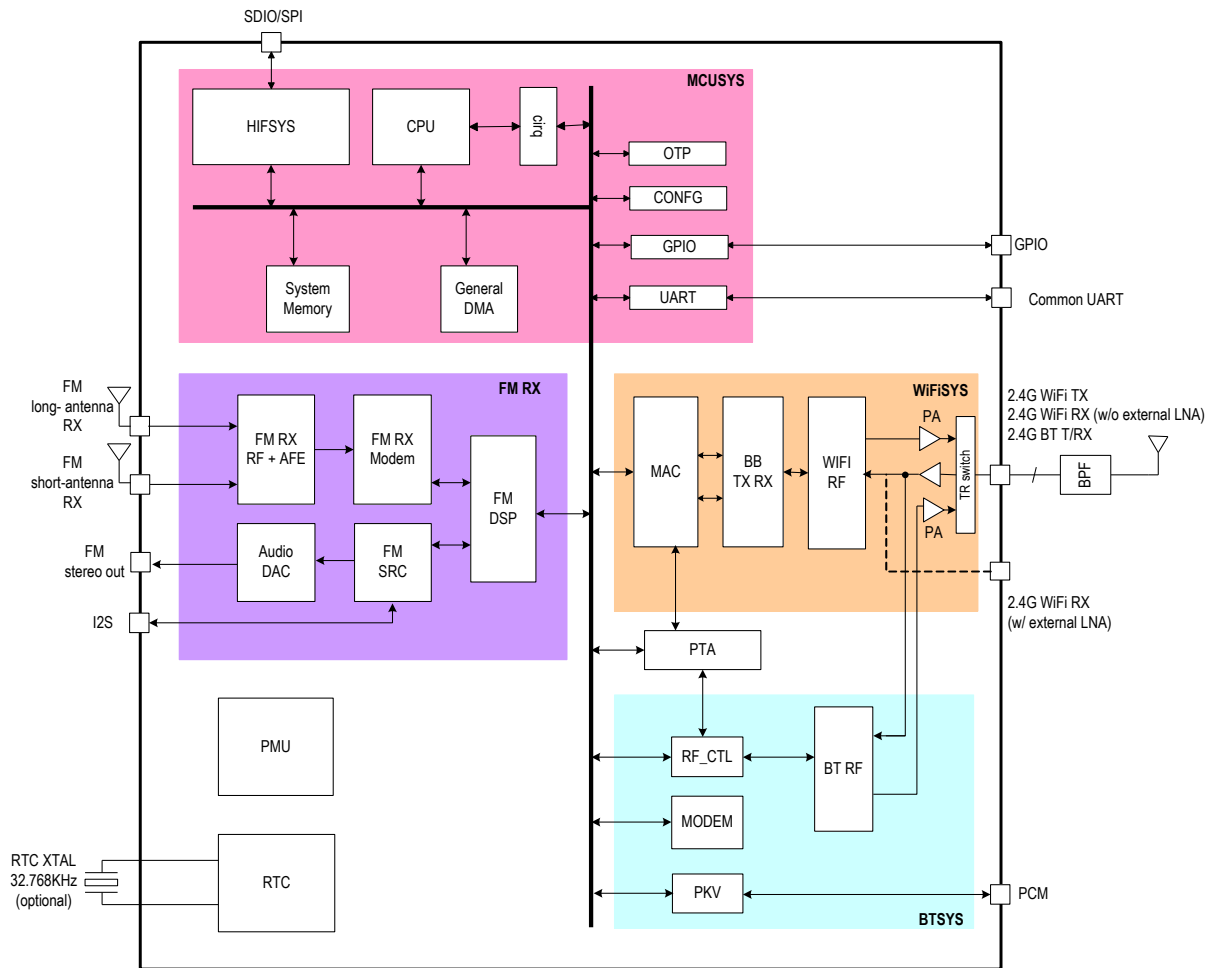 SDIO/SPI
MCUSYS
HIFSYS
CPU
cirq
OTP
CONFG
GPIO
GPIO
UART
Common UART
System
Memory
General
DMA
FM
long- antenna
RX
FM
short-antenna
RX
FM
stereo out
I2S
FM RX
FM RX
RF + AFE
FM RX
Modem
FM
DSP
Audio
DAC
FM
SRC
WiFiSYS
MAC
BB
TX RX
WIFI
RF
PA
PA
TR switch
2.4G WiFi TX
2.4G WiFi RX (w/o external LNA)
2.4G BT T/RX
BPF
2.4G WiFi RX
(w/ external LNA)
PTA
PMU
RF_CTL
BT RF
MODEM
PKV
PCM
BTSYS
RTC XTAL
32.768KHz
(optional)
RTC